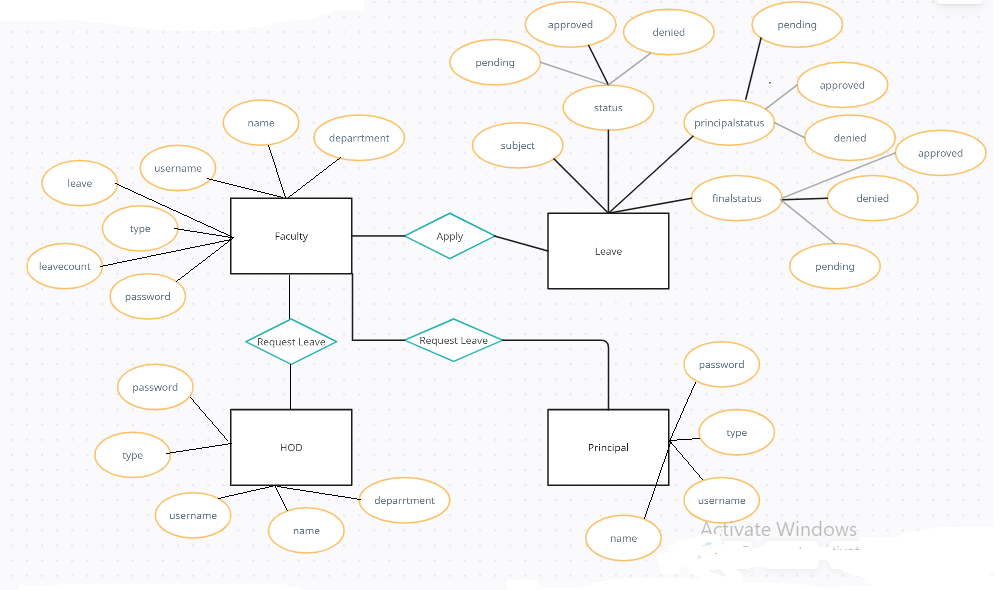 approved
denied
pending
pending
status
approved
principalstatus
denied
approved
subject
finalstatus
denied
pending
name
deparrtment
username
leave
type
leavecount
password
Faculty
Apply
Leave
Request Leave
Request Leave
password
type
HOD
username
name
deparrtment
Principal
password
type
username
name
Activate Windows